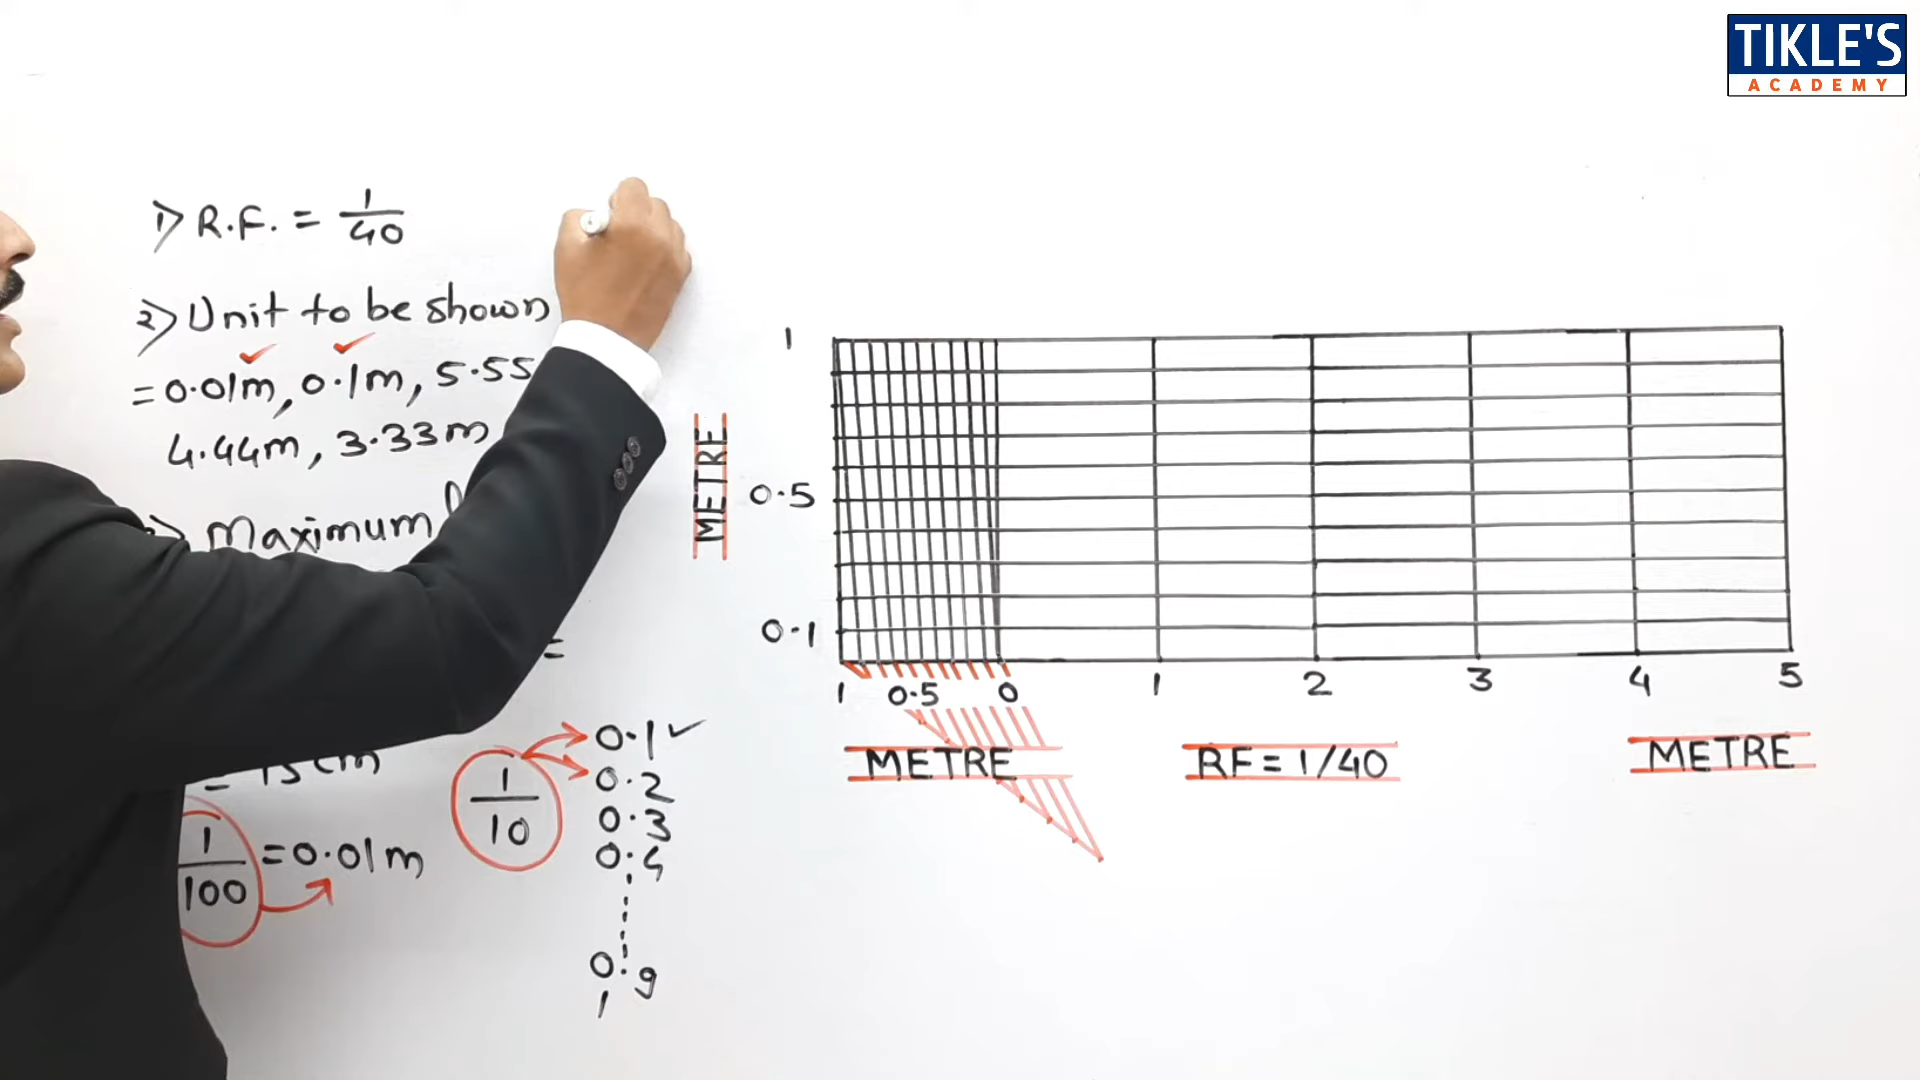 TIKLE'S
ACADEMY
1) R.F. = 1/40
2) Unit to be shown
= 0.01m, 0.1m, 5.55
4.44m, 3.33m
Maximum
=
= 15 cm
1/100 = 0.01m
1/10
0.1 ✓
0.2
0.3
0.4
0.9
1
1
0.5
0.1
METRE
1 0.5 0 1 2 3 4 5
METRE RF = 1/40 METRE